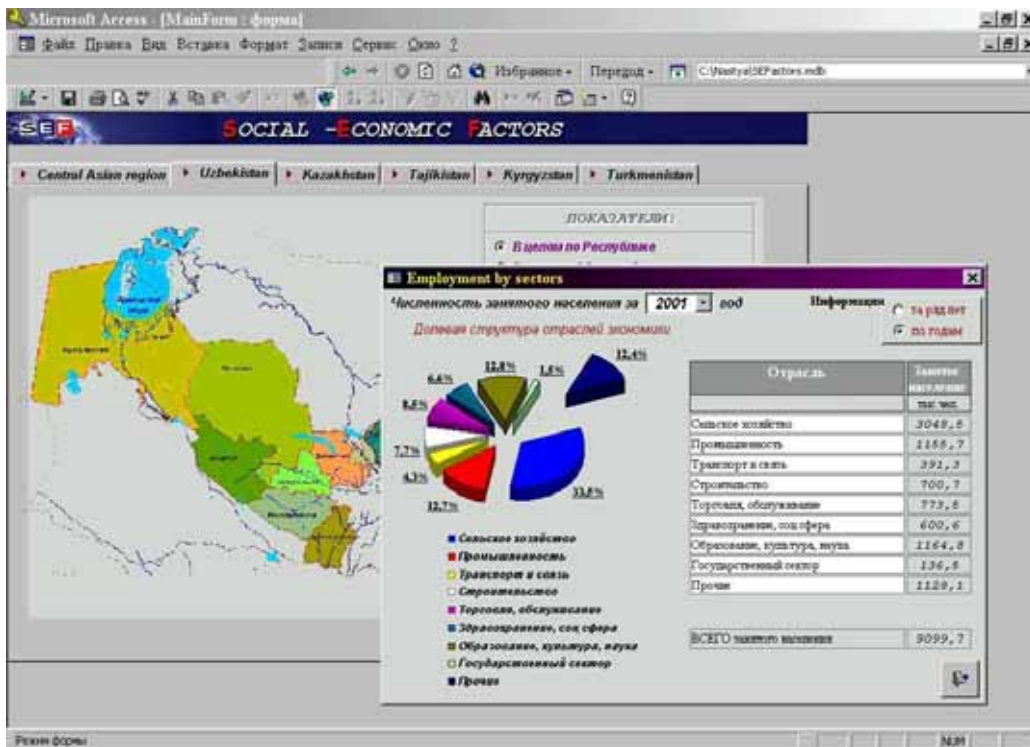 Microsoft Access - [MainForm : форма]
Файл Правка Вид Вставка Формат Записи Сервис Окно ?
Избранное Переход C:\Nastya\SEFactors.mdb
SEF SOCIAL -ECONOMIC FACTORS
Central Asian region Uzbekistan Kazakhstan Tajikistan Kyrgyzstan Turkmenistan
ПОКАЗАТЕЛИ:
В целом по Республике
Employment by sectors
Численность занятого населения за 2001 год
Информация
за ряд лет
по годам
Долевая структура отраслей экономики
12,4%
12,8%
1,5%
6,6%
8,5%
7,7%
4,3%
12,7%
33,5%
Сельское хозяйство
Промышленность
Транспорт и связь
Строительство
Торговля, обслуживание
Здравоохранение, соц сфера
Образование, культура, наука
Государственный сектор
Прочие
Отрасль Занятое население
тыс чел.
Сельское хозяйство 3048,5
Промышленность 1155,7
Транспорт и связь 391,3
Строительство 700,7
Торговля, обслуживание 773,5
Здравоохранение, соц сфера 600,6
Образование, культура, наука 1164,8
Государственный сектор 136,5
Прочие 1128,1
ВСЕГО занятого населения 9099,7
Режим формы
NUM